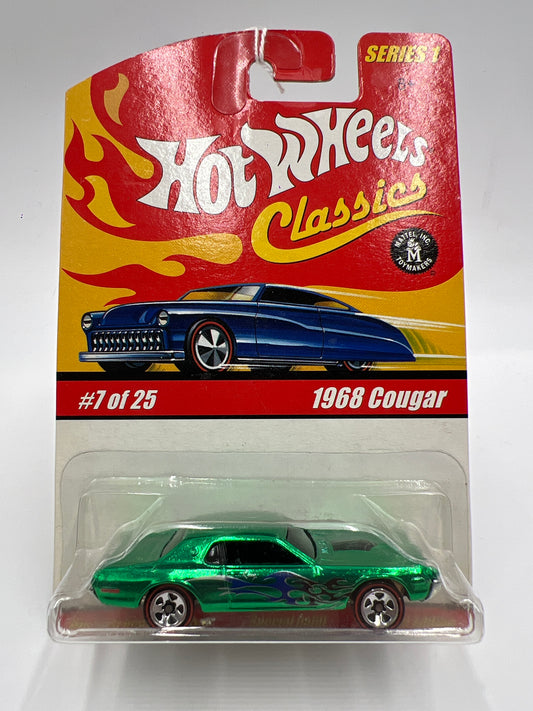 SERIES 1
HOT WHEELS
Classics
MATTEL, INC.
M
TOYMAKERS
#7 of 25
1968 Cougar